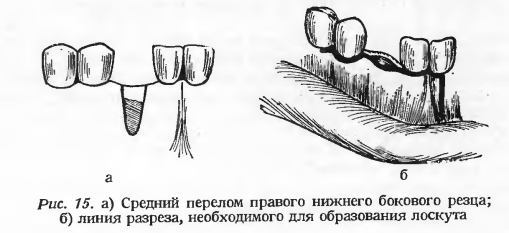 а
б
Рис. 15. а) Средний перелом правого нижнего бокового резца;
б) линия разреза, необходимого для образования лоскута